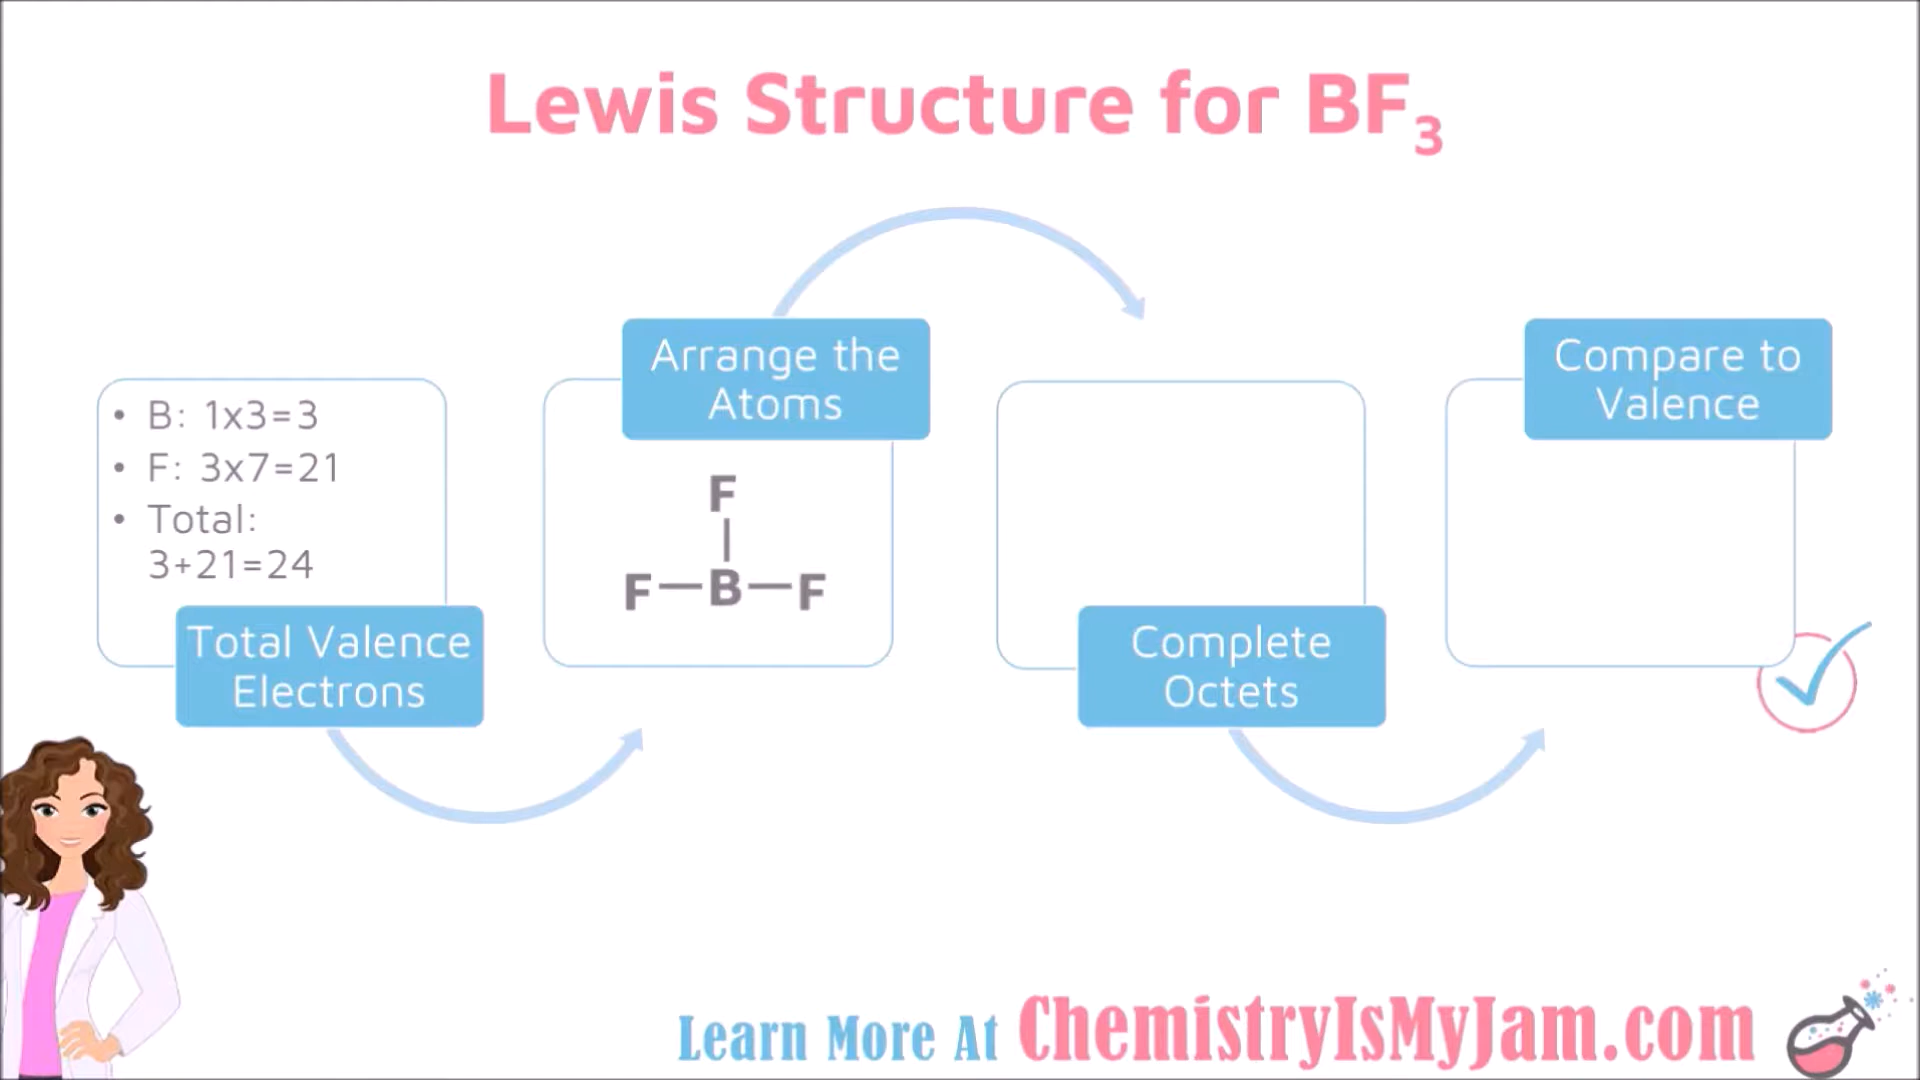 Lewis Structure for BF₃
• B: 1x3=3
• F: 3x7=21
• Total:
3+21=24
Total Valence
Electrons
Arrange the
Atoms
F
F—B—F
Complete
Octets
Compare to
Valence
Learn More At ChemistryIsMyJam.com